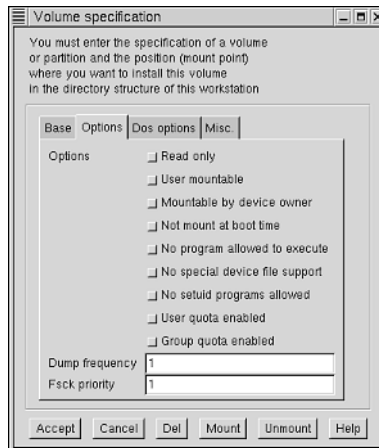 Volume specification
You must enter the specification of a volume
or partition and the position (mount point)
where you want to install this volume
in the directory structure of this workstation
Base Options Dos options Misc.
Options Read only
User mountable
Mountable by device owner
Not mount at boot time
No program allowed to execute
No special device file support
No setuid programs allowed
User quota enabled
Group quota enabled
Dump frequency 1
Fsck priority 1
Accept Cancel Del Mount Unmount Help